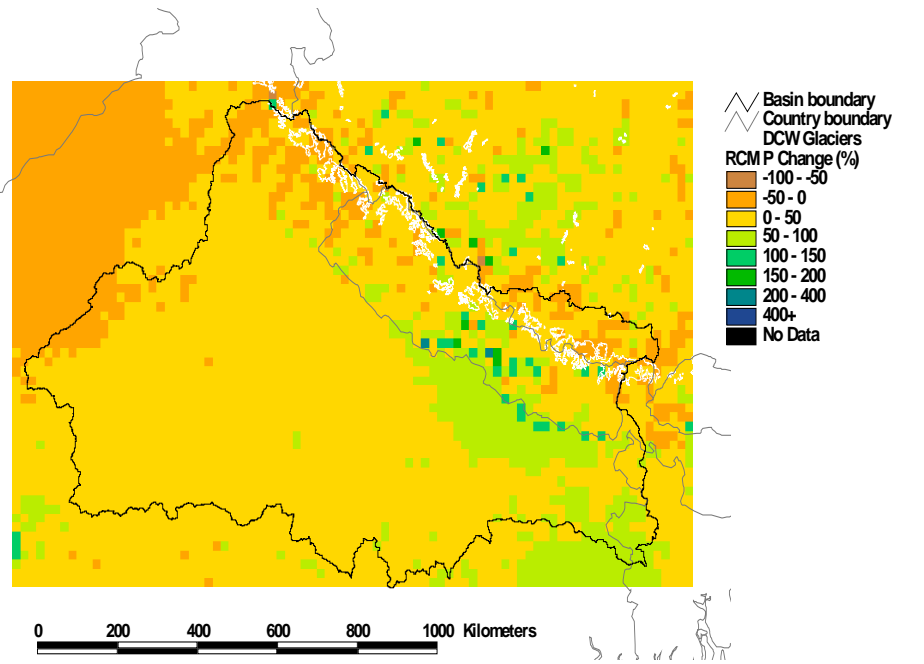 Basin boundary
Country boundary
DCW Glaciers
RCM P Change (%)
-100 - -50
-50 - 0
0 - 50
50 - 100
100 - 150
150 - 200
200 - 400
400+
No Data
0 200 400 600 800 1000 Kilometers